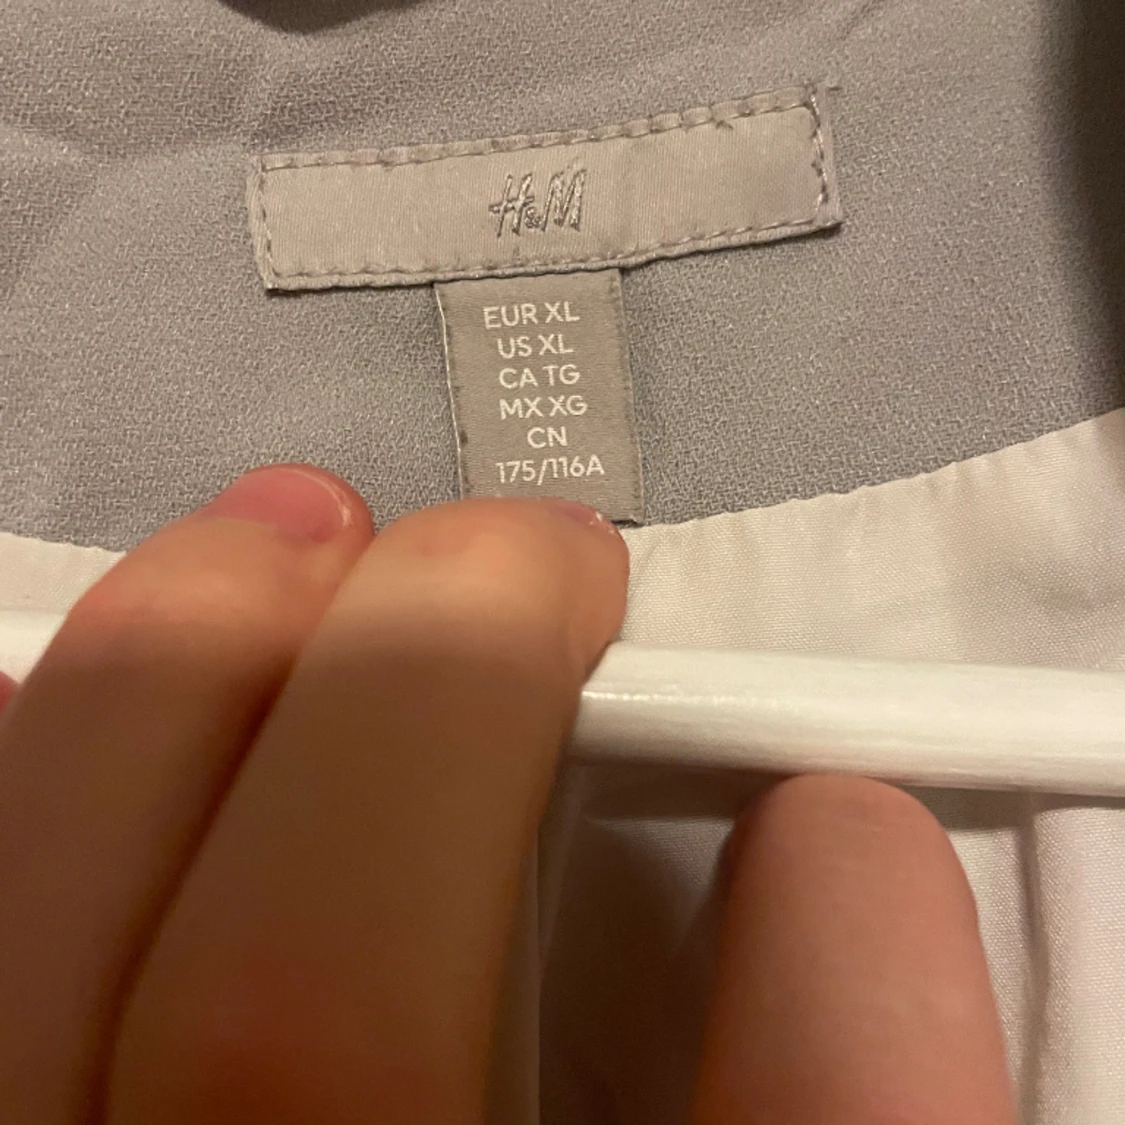 H&M
EUR XL
US XL
CA TG
MX XG
CN
175/116A